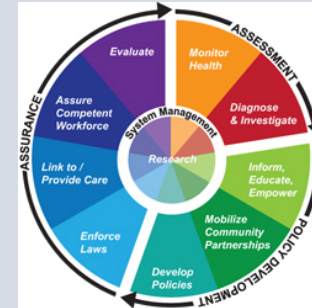 ASSESSMENT
Monitor
Health
Diagnose
& Investigate
POLICY DEVELOPMENT
Inform,
Educate,
Empower
Mobilize
Community
Partnerships
Develop
Policies
ASSURANCE
Enforce
Laws
Link to /
Provide Care
Assure
Competent
Workforce
Evaluate
System Management
Research